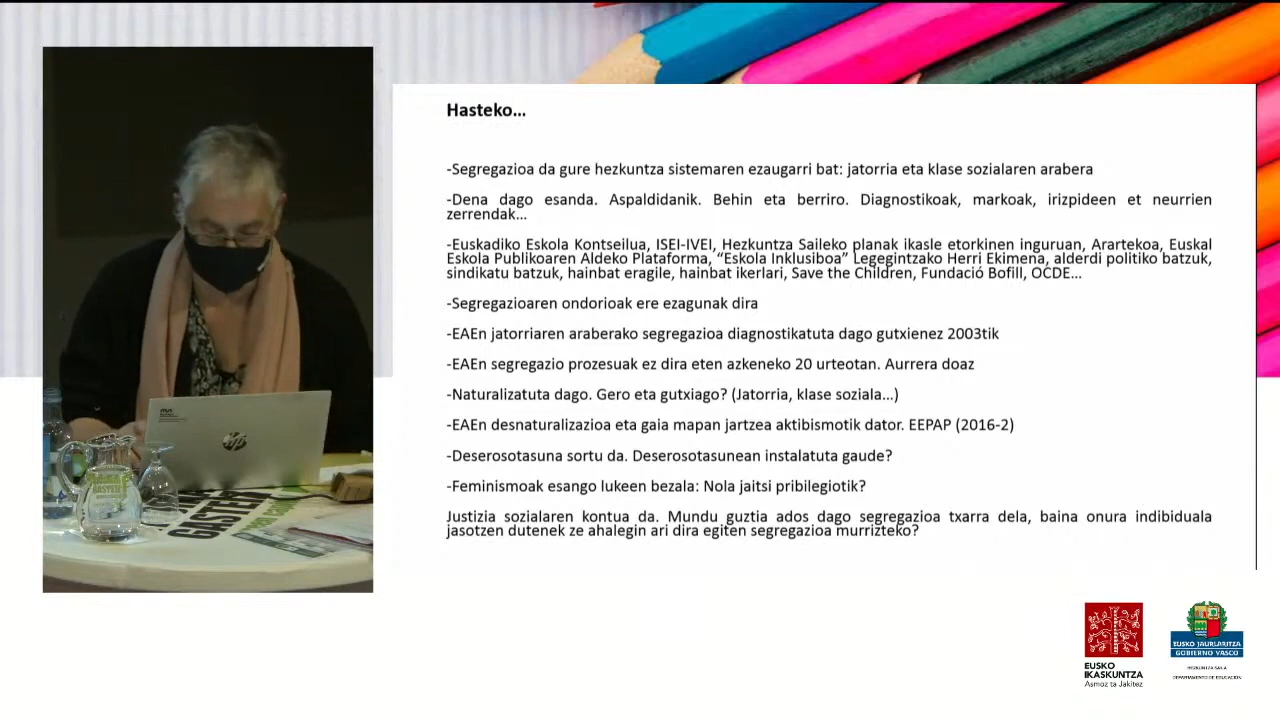 Hasteko...
-Segregazioa da gure hezkuntza sistemaren ezaugarri bat: jatorria eta klase sozialaren arabera
-Dena dago esanda. Aspaldidanik. Behin eta berriro. Diagnostikoak, markoak, irizpideen et neurrien
zerrendak...
-Euskadiko Eskola Kontseilua, ISEI-IVEI, Hezkuntza Saileko planak ikasle etorkinen inguruan, Arartekoa, Euskal
Eskola Publikoaren Aldeko Plataforma, “Eskola Inklusiboa” Legegintzako Herri Ekimena, alderdi politiko batzuk,
sindikatu batzuk, hainbat eragile, hainbat ikerlari, Save the Children, Fundació Bofill, OCDE...
-Segregazioaren ondorioak ere ezagunak dira
-EAEn jatorriaren araberako segregazioa diagnostikatuta dago gutxienez 2003tik
-EAEn segregazio prozesuak ez dira eten azkeneko 20 urteotan. Aurrera doaz
-Naturalizatuta dago. Gero eta gutxiago? (Jatorria, klase soziala...)
-EAEn desnaturalizazioa eta gaia mapan jartzea aktibismotik dator. EEPAP (2016-2)
-Deserosotasuna sortu da. Deserosotasunean instalatuta gaude?
-Feminismoak esango lukeen bezala: Nola jaitsi pribilegiotik?
Justizia sozialaren kontua da. Mundu guztia ados dago segregazioa txarra dela, baina onura indibiduala
jasotzen dutenek ze ahalegin ari dira egiten segregazioa murrizteko?
hp
GASTEI
EUSKO
IKASKUNTZA
Asmoz ta Jakitez
EUSKO JAURLARITZA
GOBIERNO VASCO
HEZKUNTZA SAILA
DEPARTAMENTO DE EDUCACIÓN